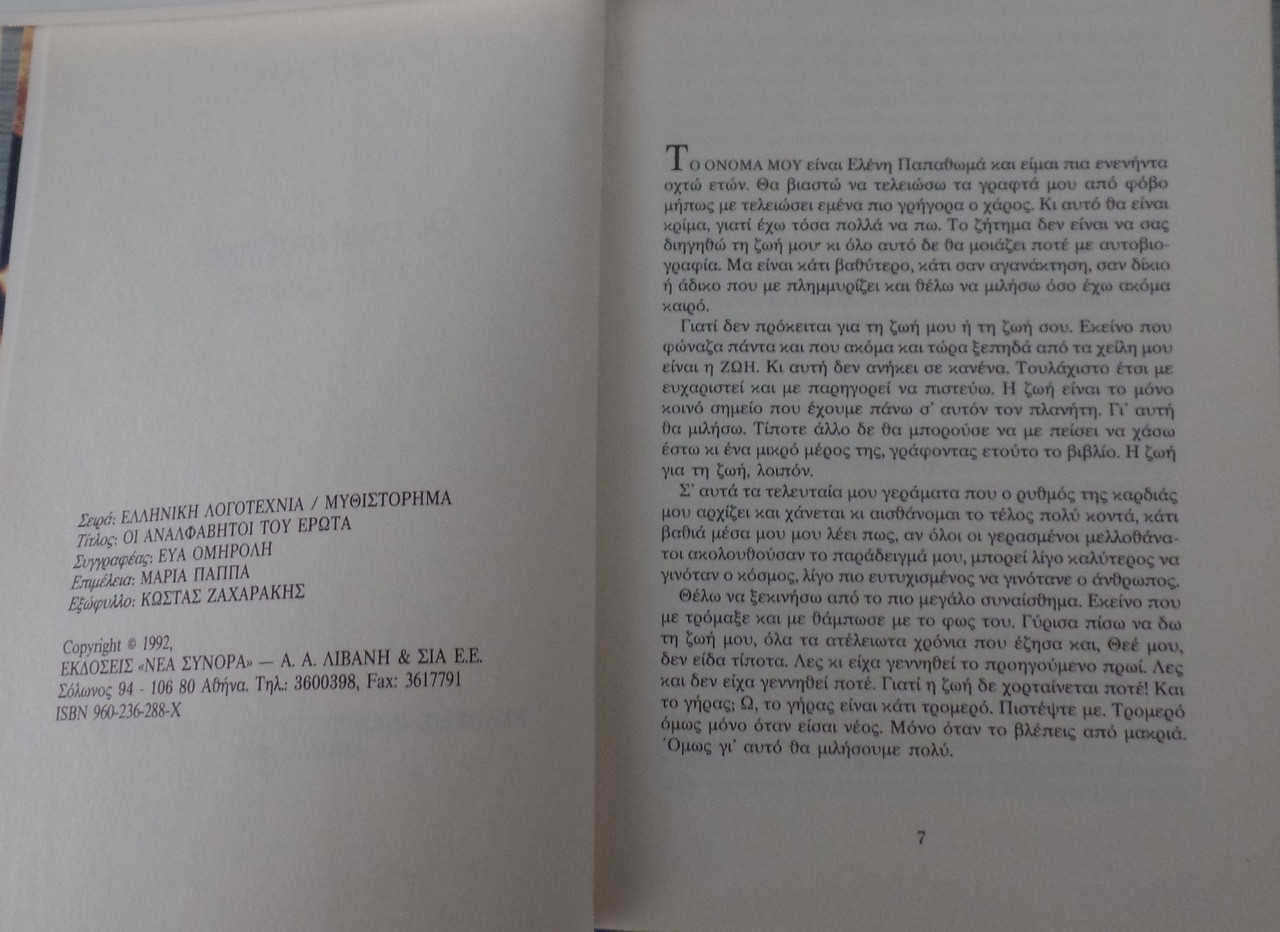 Σειρά: ΕΛΛΗΝΙΚΗ ΛΟΓΟΤΕΧΝΙΑ / ΜΥΘΙΣΤΟΡΗΜΑ
Τίτλος: ΟΙ ΑΝΑΛΦΑΒΗΤΟΙ ΤΟΥ ΕΡΩΤΑ
Συγγραφέας: ΕΥΑ ΟΜΗΡΟΛΗ
Επιμέλεια: ΜΑΡΙΑ ΠΑΠΠΑ
Εξώφυλλο: ΚΩΣΤΑΣ ΖΑΧΑΡΑΚΗΣ
Copyright © 1992,
ΕΚΔΟΣΕΙΣ «ΝΕΑ ΣΥΝΟΡΑ» — Α. Α. ΛΙΒΑΝΗ & ΣΙΑ Ε.Ε.
Σόλωνος 94 - 106 80 Αθήνα. Τηλ.: 3600398, Fax: 3617791
ISBN 960-236-288-X
ΤΟ ΟΝΟΜΑ ΜΟΥ είναι Ελένη Παπαθωμά και είμαι πια ενενήντα
οχτώ ετών. Θα βιαστώ να τελειώσω τα γραφτά μου από φόβο
μήπως με τελειώσει εμένα πιο γρήγορα ο χάρος. Κι αυτό θα είναι
κρίμα, γιατί έχω τόσα πολλά να πω. Το ζήτημα δεν είναι να σας
διηγηθώ τη ζωή μου· κι όλο αυτό δε θα μοιάζει ποτέ με αυτοβιο-
γραφία. Μα είναι κάτι βαθύτερο, κάτι σαν αγανάκτηση, σαν δίκιο
ή άδικο που με πλημμυρίζει και θέλω να μιλήσω όσο έχω ακόμα
καιρό.
Γιατί δεν πρόκειται για τη ζωή μου ή τη ζωή σου. Εκείνο που
φώναζα πάντα και που ακόμα και τώρα ξεπηδά από τα χείλη μου
είναι η ΖΩΗ. Κι αυτή δεν ανήκει σε κανένα. Τουλάχιστο έτσι με
ευχαριστεί και με παρηγορεί να πιστεύω. Η ζωή είναι το μόνο
κοινό σημείο που έχουμε πάνω σ' αυτόν τον πλανήτη. Γι' αυτή
θα μιλήσω. Τίποτε άλλο δε θα μπορούσε να με πείσει να χάσω
έστω κι ένα μικρό μέρος της, γράφοντας ετούτο το βιβλίο. Η ζωή
για τη ζωή, λοιπόν.
Σ' αυτά τα τελευταία μου γεράματα που ο ρυθμός της καρδιάς
μου αρχίζει και χάνεται κι αισθάνομαι το τέλος πολύ κοντά, κάτι
βαθιά μέσα μου μου λέει πως, αν όλοι οι γερασμένοι μελλοθάνα-
τοι ακολουθούσαν το παράδειγμά μου, μπορεί λίγο καλύτερος να
γινόταν ο κόσμος, λίγο πιο ευτυχισμένος να γινότανε ο άνθρωπος.
Θέλω να ξεκινήσω από το πιο μεγάλο συναίσθημα. Εκείνο που
με τρόμαξε και με θάμπωσε με το φως του. Γύρισα πίσω να δω
τη ζωή μου, όλα τα ατέλειωτα χρόνια που έζησα και, Θεέ μου,
δεν είδα τίποτα. Λες κι είχα γεννηθεί το προηγούμενο πρωί. Λες
και δεν είχα γεννηθεί ποτέ. Γιατί η ζωή δε χορταίνεται ποτέ! Και
το γήρας; Ω, το γήρας είναι κάτι τρομερό. Πιστέψτε με. Τρομερό
όμως μόνο όταν είσαι νέος. Μόνο όταν το βλέπεις από μακριά.
Όμως γι' αυτό θα μιλήσουμε πολύ.
7